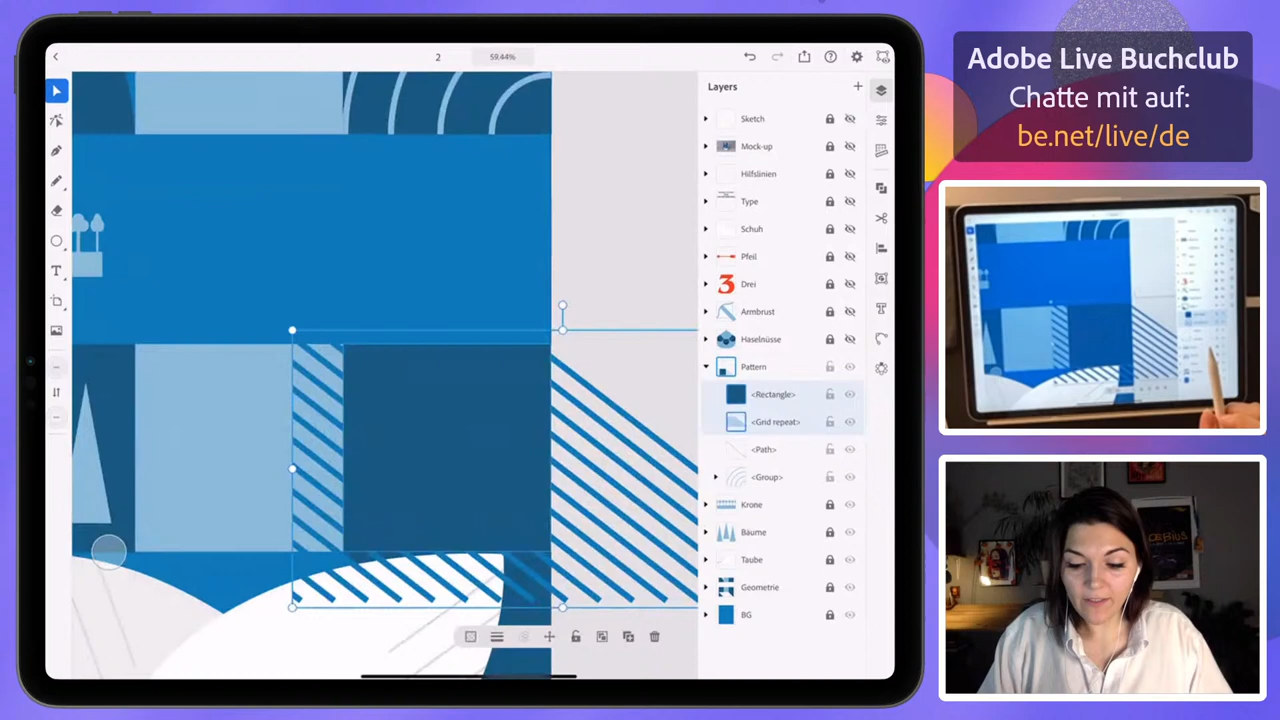 2
59.44%
Layers
Sketch
Mock-up
Hilfslinien
Type
Schuh
Pfeil
3 Drei
Armbrust
Haselnüsse
Pattern
<Rectangle>
<Grid repeat>
<Path>
<Group>
Krone
Bäume
Taube
Geometrie
BG
Adobe Live Buchclub
Chatte mit auf:
be.net/live/de